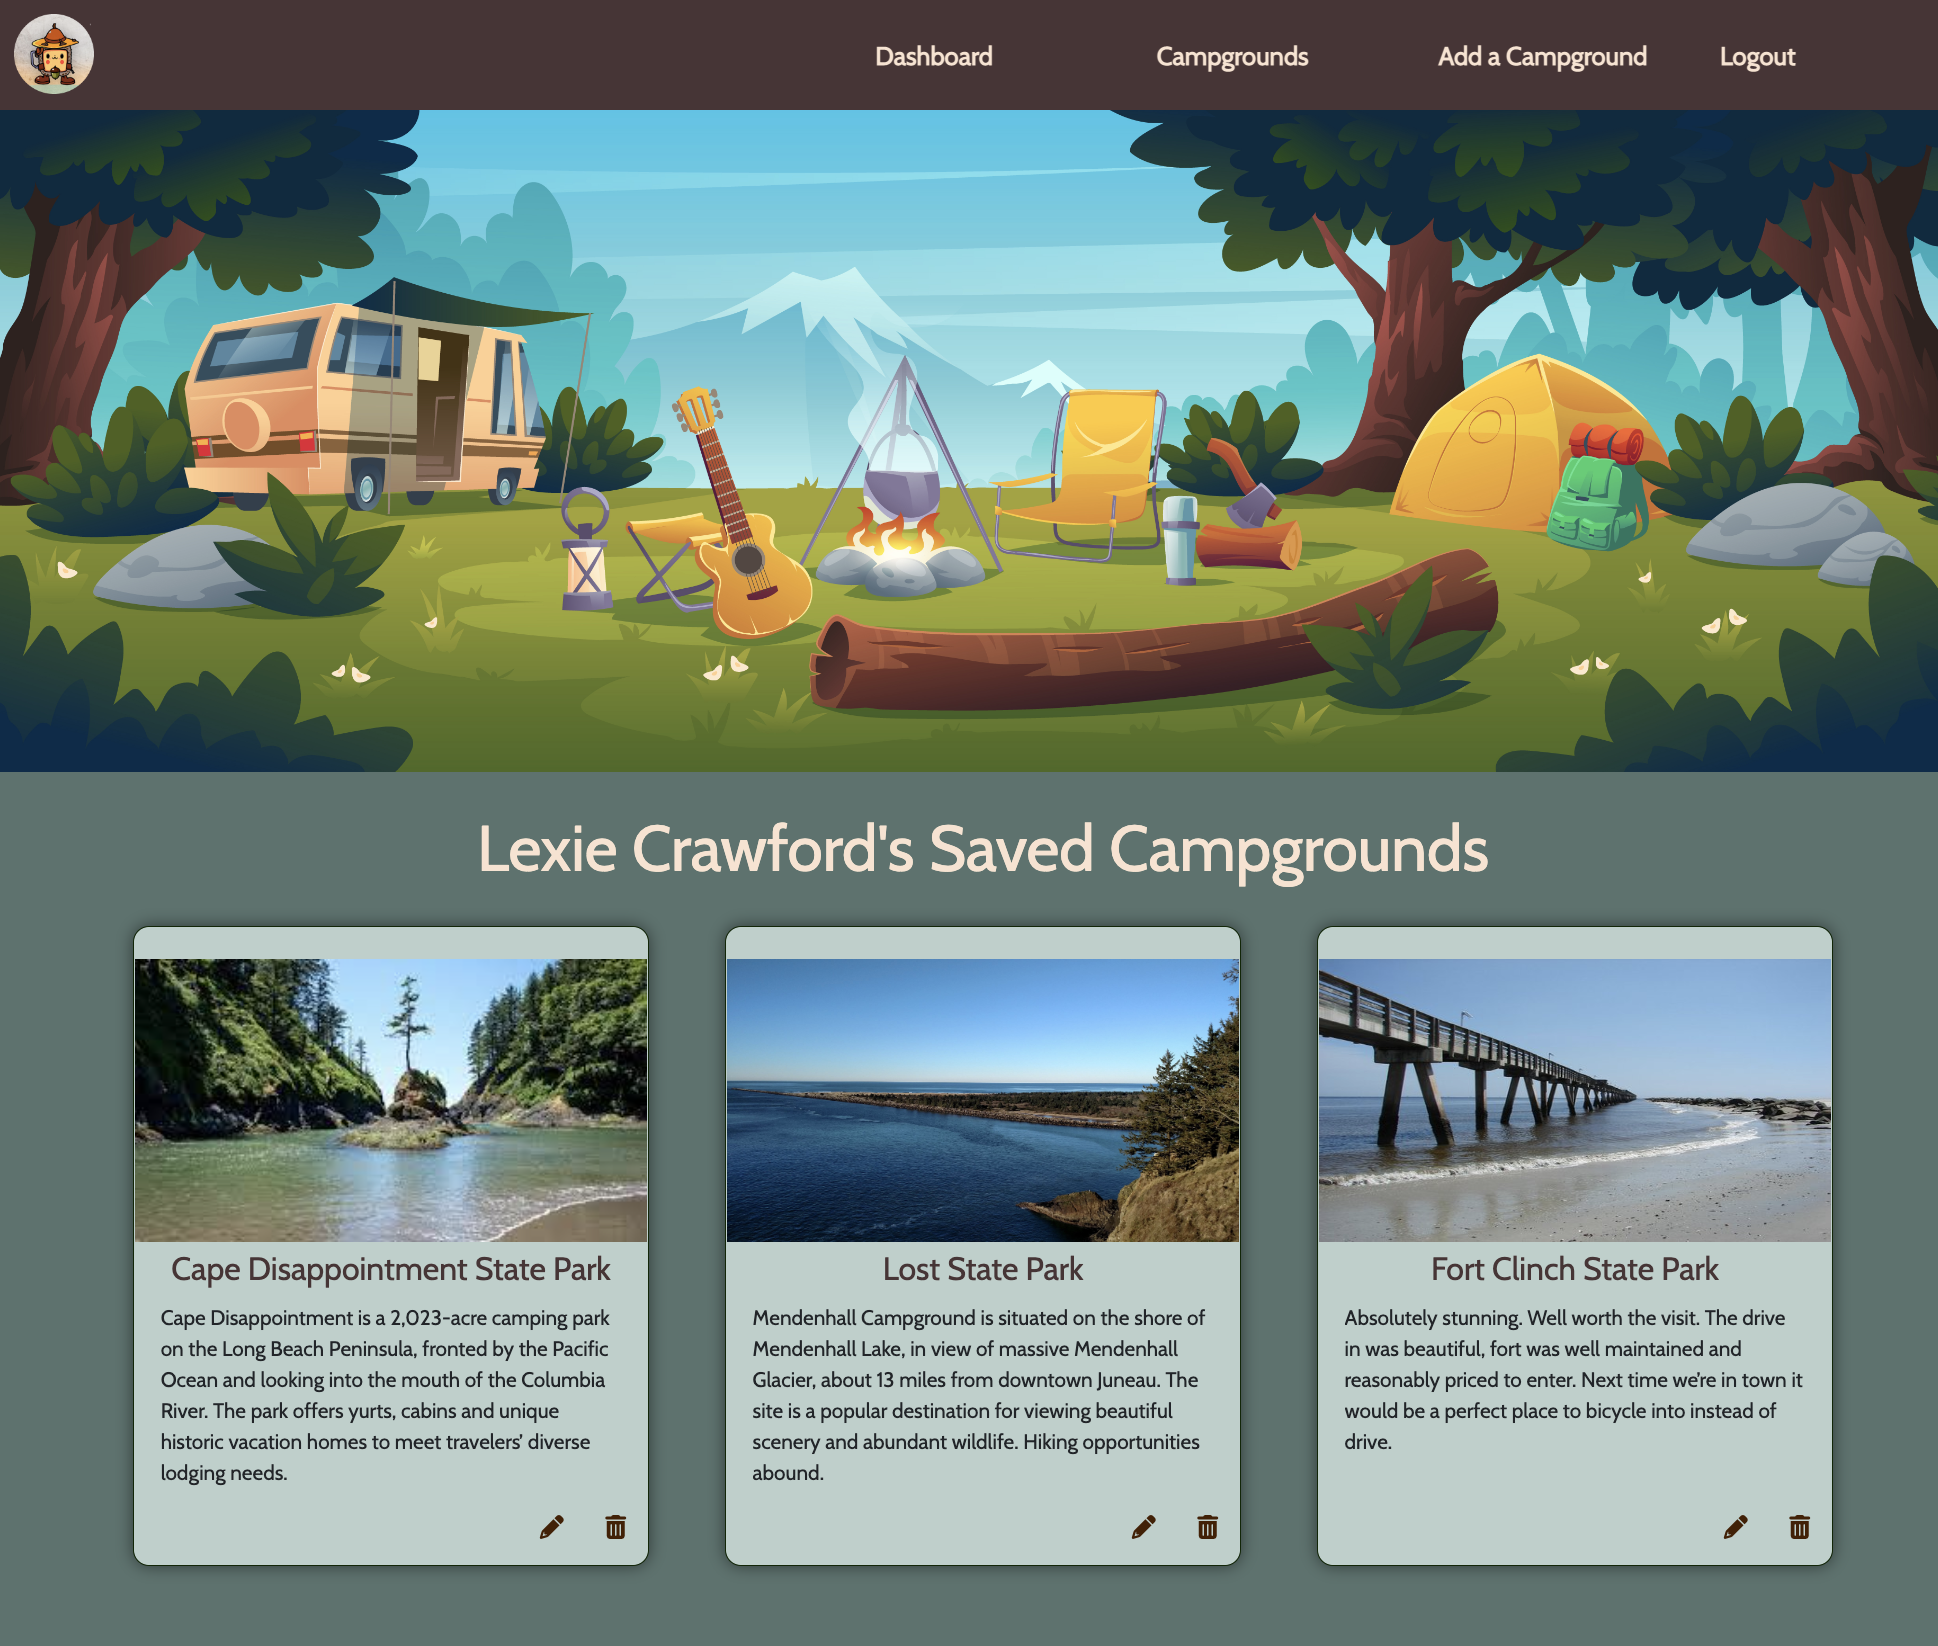 Dashboard
Campgrounds
Add a Campground
Logout
Lexie Crawford's Saved Campgrounds
Cape Disappointment State Park
Cape Disappointment is a 2,023-acre camping park
on the Long Beach Peninsula, fronted by the Pacific
Ocean and looking into the mouth of the Columbia
River. The park offers yurts, cabins and unique
historic vacation homes to meet travelers’ diverse
lodging needs.
Lost State Park
Mendenhall Campground is situated on the shore of
Mendenhall Lake, in view of massive Mendenhall
Glacier, about 13 miles from downtown Juneau. The
site is a popular destination for viewing beautiful
scenery and abundant wildlife. Hiking opportunities
abound.
Fort Clinch State Park
Absolutely stunning. Well worth the visit. The drive
in was beautiful, fort was well maintained and
reasonably priced to enter. Next time we’re in town it
would be a perfect place to bicycle into instead of
drive.